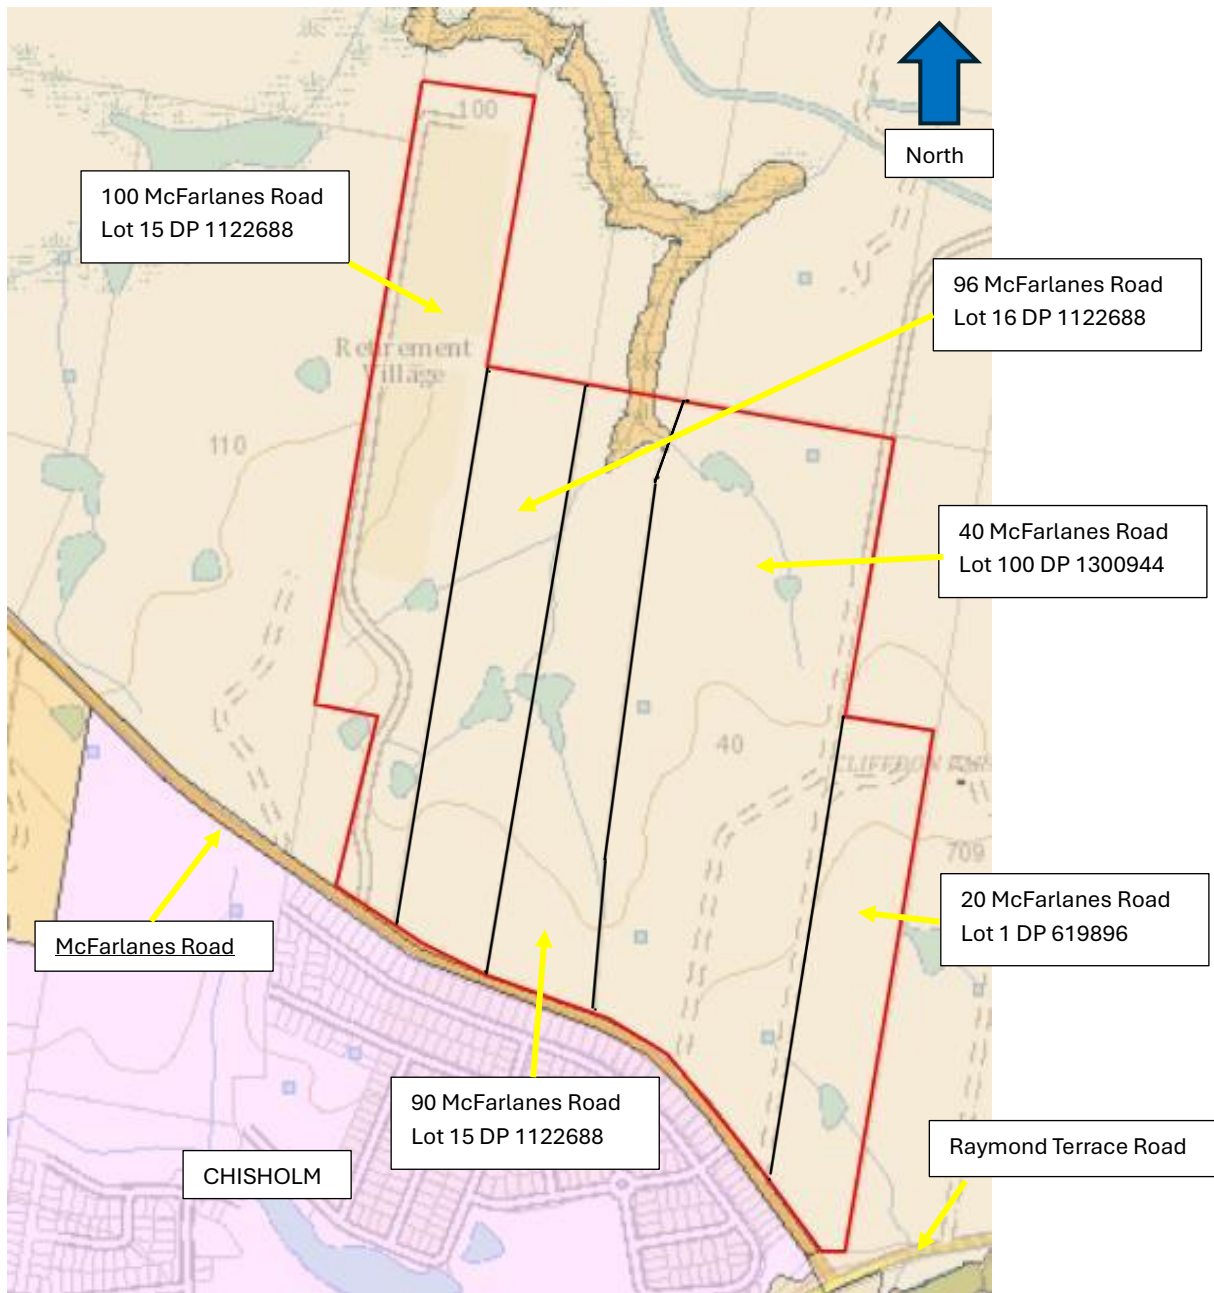 100
North
100 McFarlanes Road
Lot 15 DP 1122688
96 McFarlanes Road
Lot 16 DP 1122688
Retirement
Village
110
40 McFarlanes Road
Lot 100 DP 1300944
40
709
20 McFarlanes Road
Lot 1 DP 619896
McFarlanes Road
90 McFarlanes Road
Lot 15 DP 1122688
Raymond Terrace Road
CHISHOLM